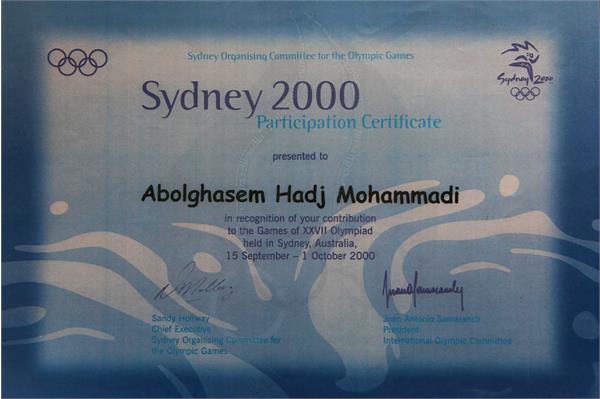 Sydney Organising Committee for the Olympic Games
Sydney 2000
Sydney 2000
Participation Certificate
presented to
Abolghasem Hadj Mohammadi
in recognition of your contribution
to the Games of XXVII Olympiad
held in Sydney, Australia,
15 September – 1 October 2000
Sandy Hollway
Chief Executive
Sydney Organising Committee for
the Olympic Games
Juan Antonio Samaranch
President
International Olympic Committee